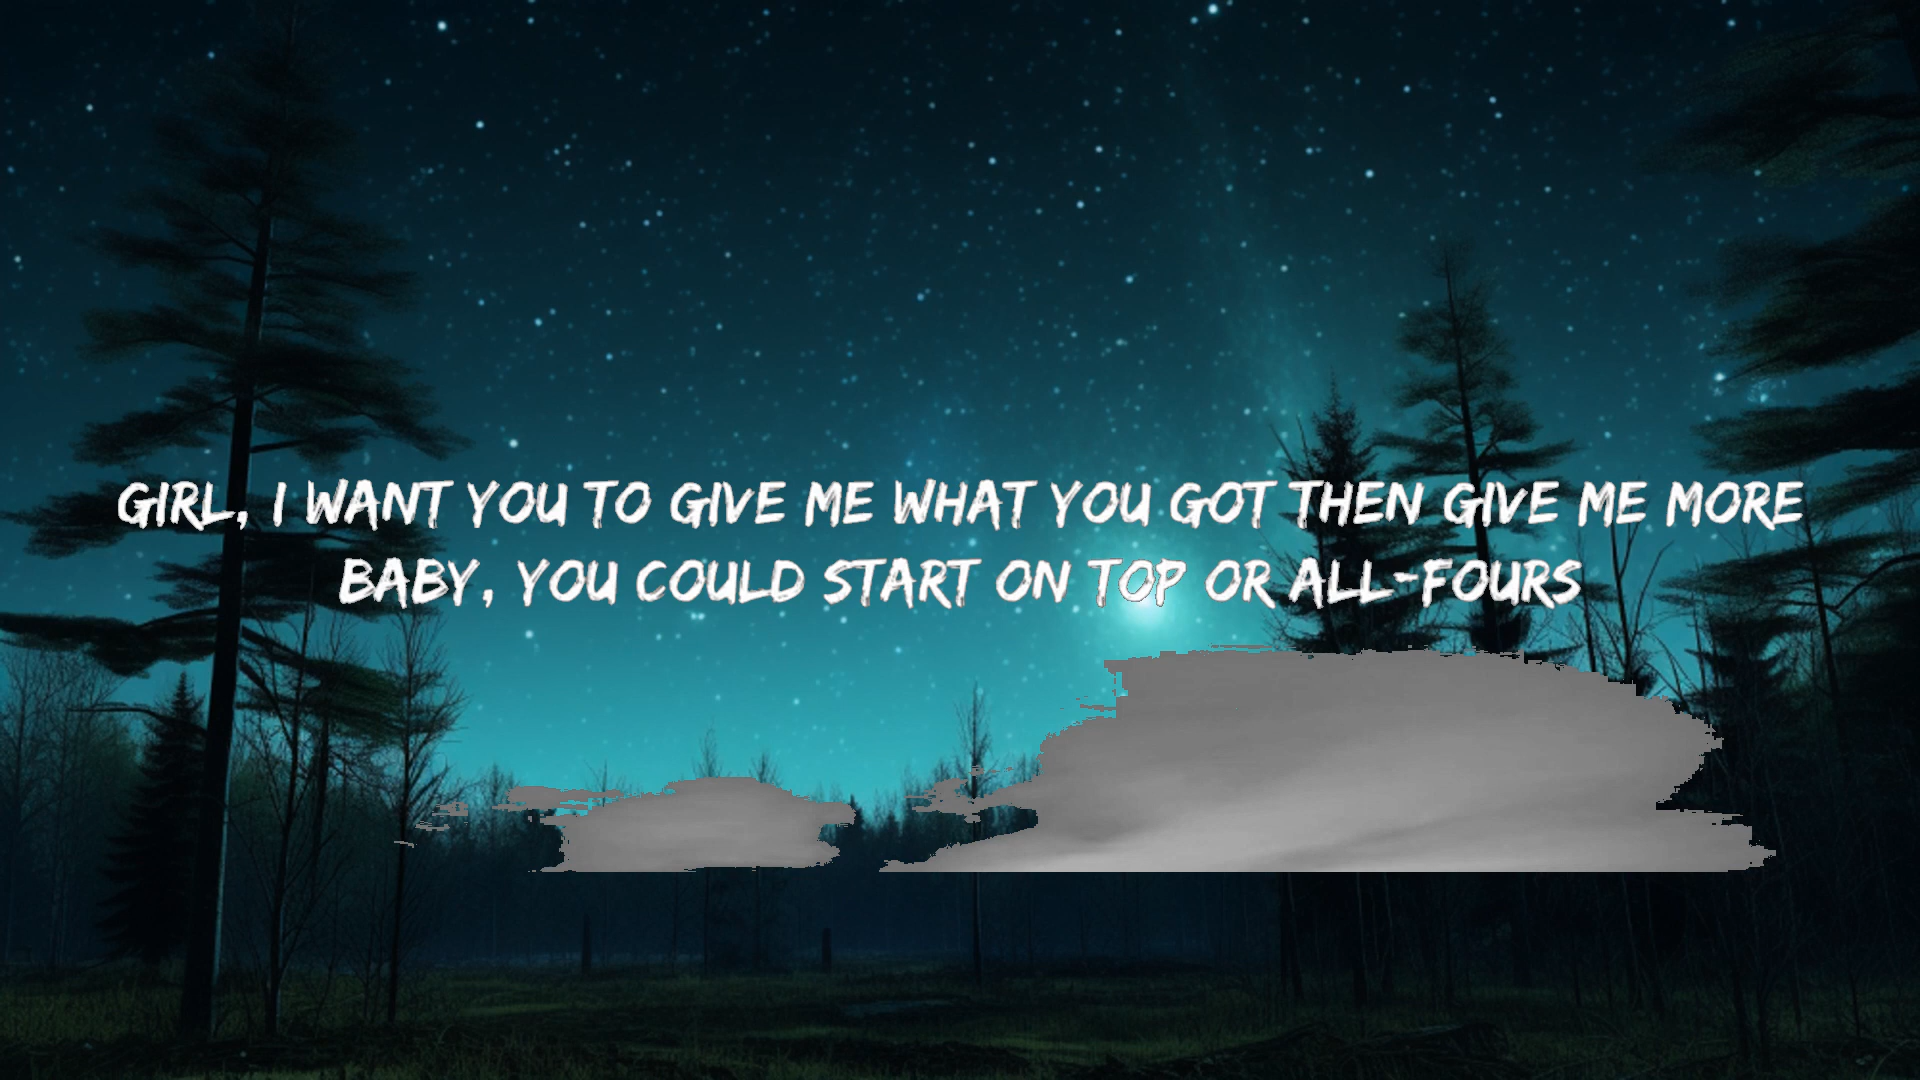 GIRL, I WANT YOU TO GIVE ME WHAT YOU GOT THEN GIVE ME MORE
BABY, YOU COULD START ON TOP OR ALL-FOURS